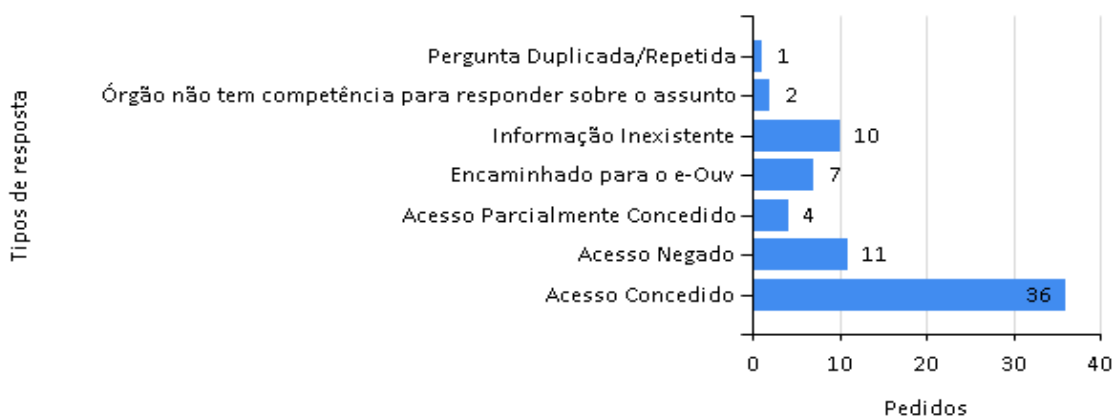 Tipos de resposta
Pergunta Duplicada/Repetida 1
Órgão não tem competência para responder sobre o assunto 2
Informação Inexistente 10
Encaminhado para o e-Ouv 7
Acesso Parcialmente Concedido 4
Acesso Negado 11
Acesso Concedido 36
0 10 20 30 40
Pedidos